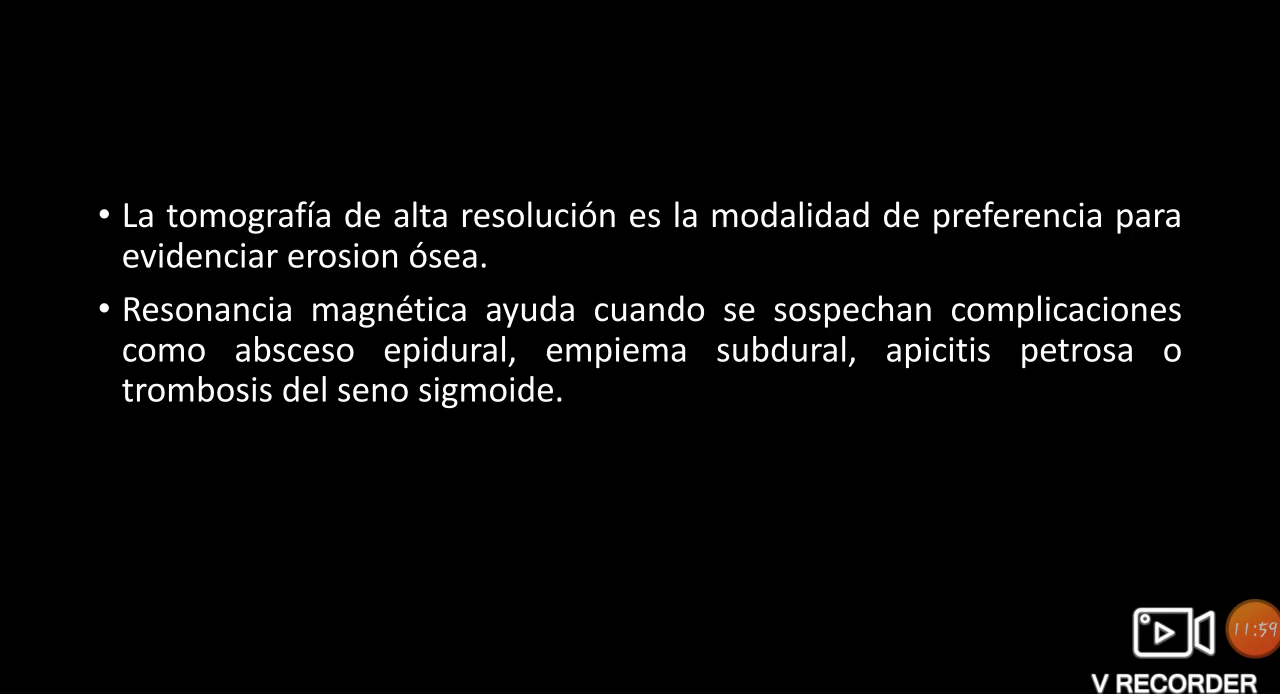 • La tomografía de alta resolución es la modalidad de preferencia para
evidenciar erosion ósea.
• Resonancia magnética ayuda cuando se sospechan complicaciones
como absceso epidural, empiema subdural, apicitis petrosa o
trombosis del seno sigmoide.
11:59
V RECORDER